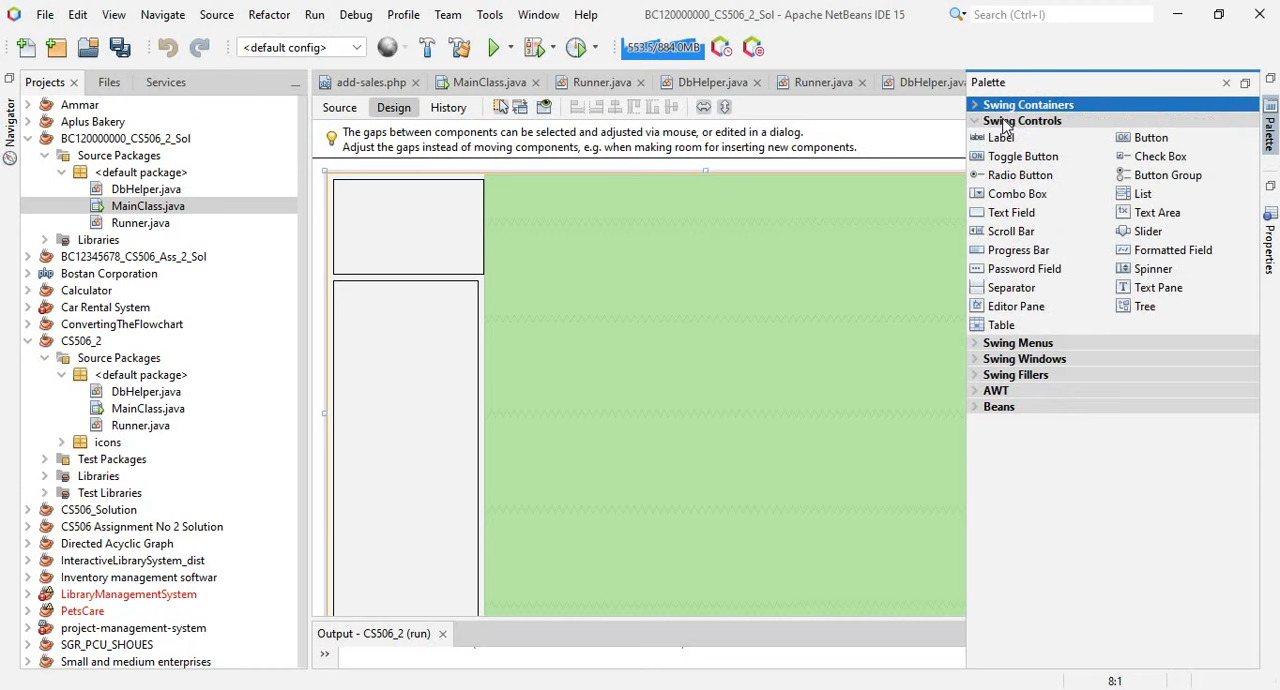 File Edit View Navigate Source Refactor Run Debug Profile Team Tools Window Help BC120000000_CS506_2_Sol - Apache NetBeans IDE 15 Search (Ctrl+I)
<default config> 553.5/884.0MB
Projects Files Services
add-sales.php MainClass.java Runner.java DbHelper.java Runner.java DbHelper.java
Source Design History
The gaps between components can be selected and adjusted via mouse, or edited in a dialog.
Adjust the gaps instead of moving components, e.g. when making room for inserting new components.
Navigator
Ammar
Aplus Bakery
BC120000000_CS506_2_Sol
Source Packages
<default package>
DbHelper.java
MainClass.java
Runner.java
Libraries
BC12345678_CS506_Ass_2_Sol
php Bostan Corporation
Calculator
Car Rental System
ConvertingTheFlowchart
CS506_2
Source Packages
<default package>
DbHelper.java
MainClass.java
Runner.java
icons
Test Packages
Libraries
Test Libraries
CS506_Solution
CS506 Assignment No 2 Solution
Directed Acyclic Graph
InteractiveLibrarySystem_dist
Inventory management softwar
LibraryManagementSystem
PetsCare
project-management-system
SGR_PCU_SHOUES
Small and medium enterprises
Output - CS506_2 (run)
Palette
Swing Containers
Swing Controls
label Label OK Button
ON Toggle Button Check Box
Radio Button Button Group
Combo Box List
Text Field Text Area
Scroll Bar Slider
Progress Bar Formatted Field
Password Field Spinner
Separator T Text Pane
Editor Pane Tree
Table
Swing Menus
Swing Windows
Swing Fillers
AWT
Beans
Palette
Properties
8:1